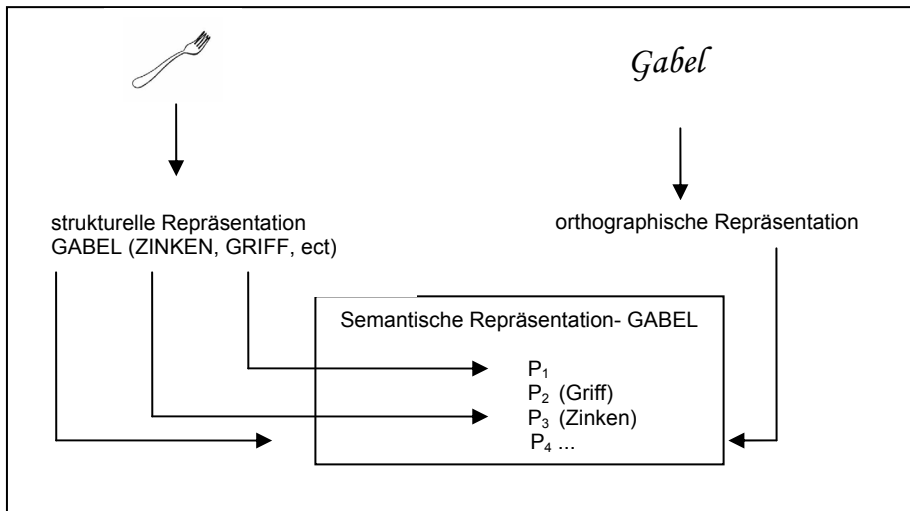 Gabel
strukturelle Repräsentation
GABEL (ZINKEN, GRIFF, ect)
orthographische Repräsentation
Semantische Repräsentation- GABEL
P₁
P₂ (Griff)
P₃ (Zinken)
P₄ ...